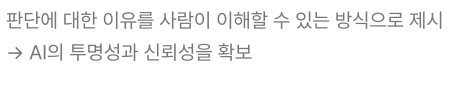 판단에 대한 이유를 사람이 이해할 수 있는 방식으로 제시
→ AI의 투명성과 신뢰성을 확보